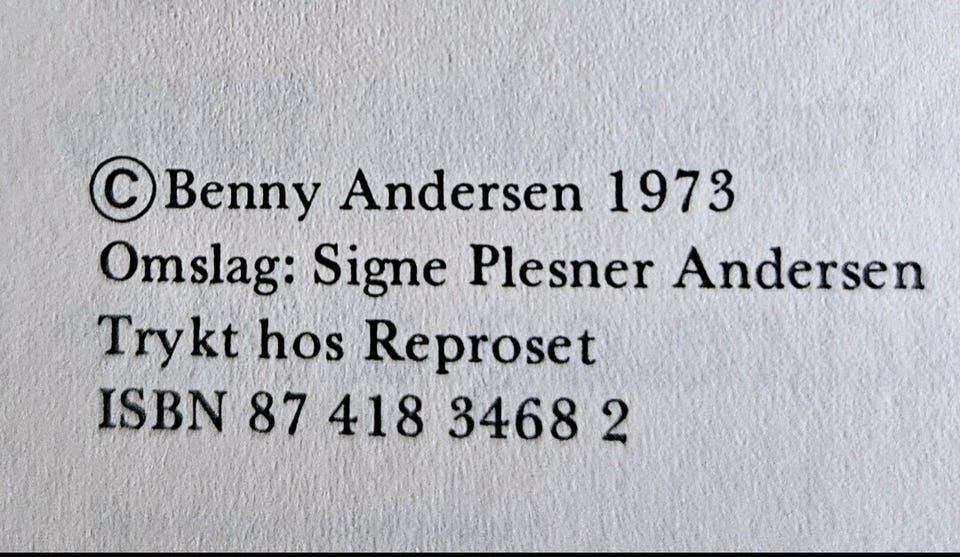 ©Benny Andersen 1973
Omslag: Signe Plesner Andersen
Trykt hos Reproset
ISBN 87 418 3468 2